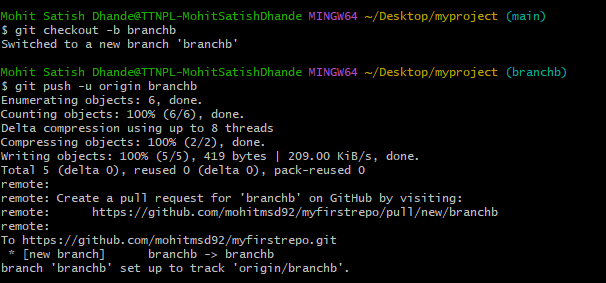 Mohit Satish Dhande@TTNPL-MohitSatishDhande MINGW64 ~/Desktop/myproject (main)
$ git checkout -b branchb
Switched to a new branch 'branchb'
Mohit Satish Dhande@TTNPL-MohitSatishDhande MINGW64 ~/Desktop/myproject (branchb)
$ git push -u origin branchb
Enumerating objects: 6, done.
Counting objects: 100% (6/6), done.
Delta compression using up to 8 threads
Compressing objects: 100% (2/2), done.
Writing objects: 100% (5/5), 419 bytes | 209.00 KiB/s, done.
Total 5 (delta 0), reused 0 (delta 0), pack-reused 0
remote:
remote: Create a pull request for 'branchb' on GitHub by visiting:
remote:      https://github.com/mohitmsd92/myfirstrepo/pull/new/branchb
remote:
To https://github.com/mohitmsd92/myfirstrepo.git
 * [new branch]      branchb -> branchb
branch 'branchb' set up to track 'origin/branchb'.